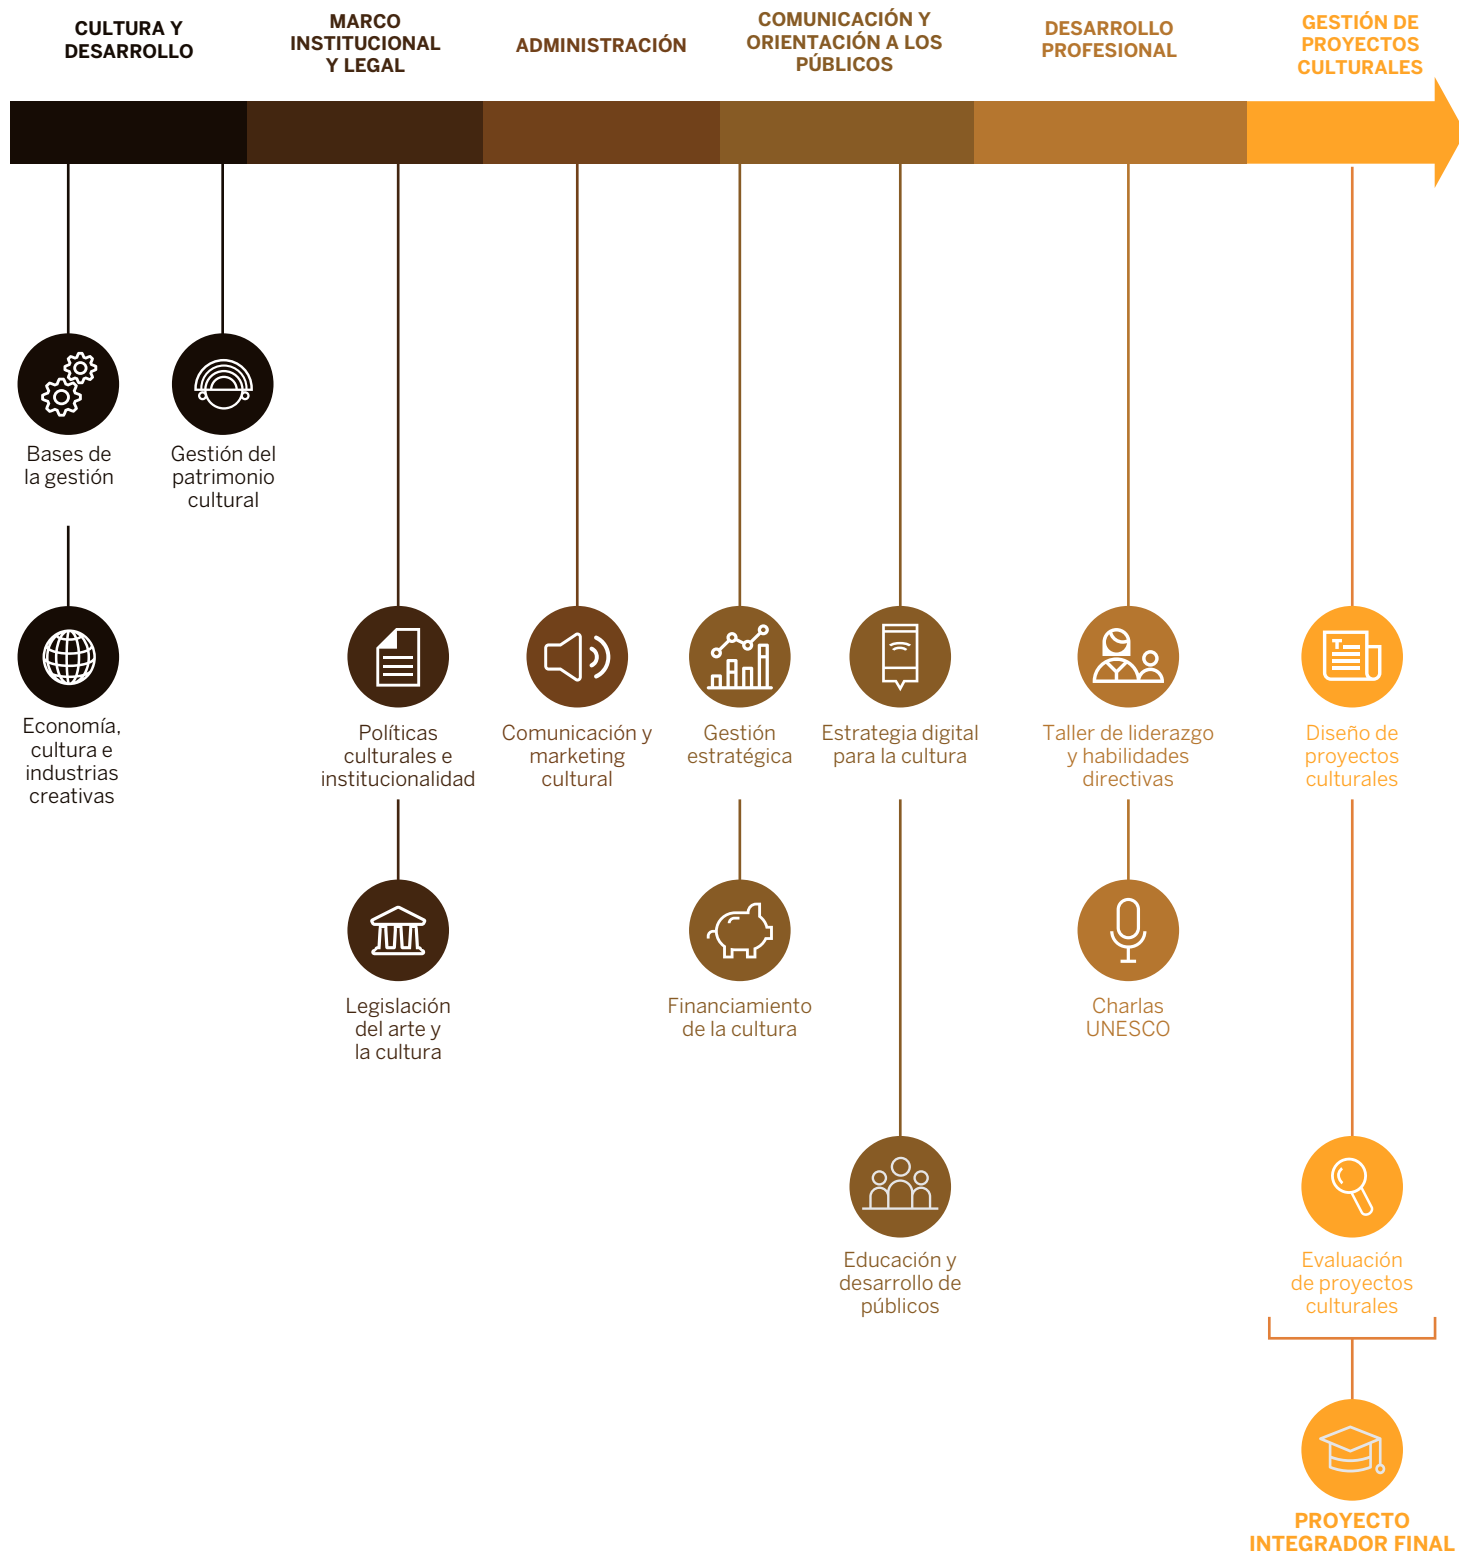 CULTURA Y
DESARROLLO
MARCO
INSTITUCIONAL
Y LEGAL
ADMINISTRACIÓN
COMUNICACIÓN Y
ORIENTACIÓN A LOS
PÚBLICOS
DESARROLLO
PROFESIONAL
GESTIÓN DE
PROYECTOS
CULTURALES
Bases de
la gestión
Gestión del
patrimonio
cultural
Economía,
cultura e
industrias
creativas
Políticas
culturales e
institucionalidad
Comunicación y
marketing
cultural
Gestión
estratégica
Estrategia digital
para la cultura
Taller de liderazgo
y habilidades
directivas
Diseño de
proyectos
culturales
Legislación
del arte y
la cultura
Financiamiento
de la cultura
Charlas
UNESCO
Educación y
desarrollo de
públicos
Evaluación
de proyectos
culturales
PROYECTO
INTEGRADOR FINAL